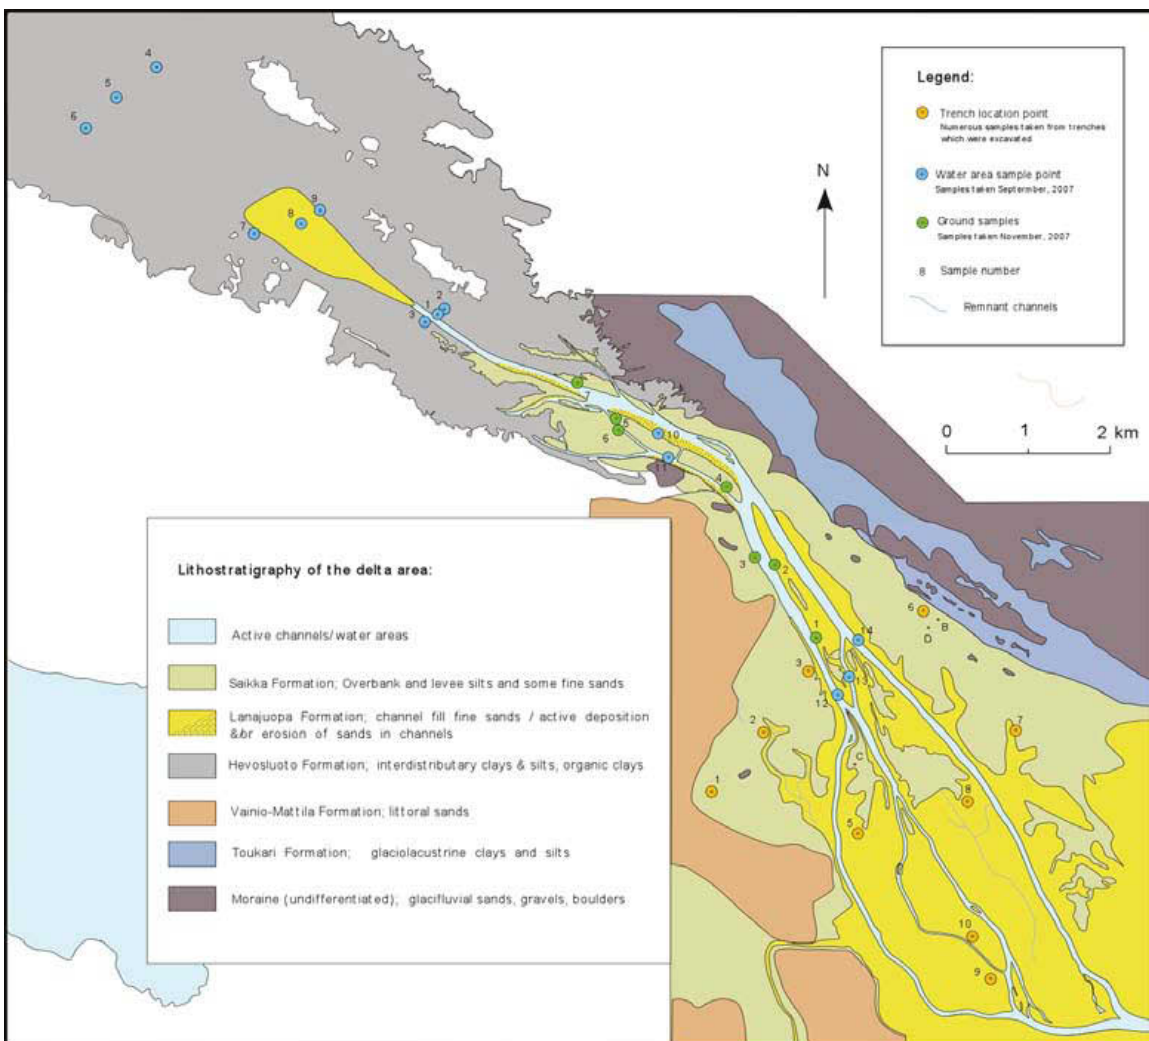 4
5
6
9
8
7
2
1
3
N
Legend:
Trench location point
Numerous samples taken from trenches
which were excavated
Water area sample point
Samples taken Septermber, 2007
Ground samples
Samples taken November, 2007
8 Sample number
Remnant channels
0 1 2 km
5
6
10
11
4
3
2
1
14
13
12
3
2
1
6
B
D
7
C
8
5
10
9
Lithostratigraphy of the delta area:
Active channels/water areas
Saikka Formation; Overbank and levee silts and some fine sands
Lanajuopa Formation; channel fill fine sands / active deposition
&/or erosion of sands in channels
Hevosluoto Formation; interdistributary clays & silts, organic clays
Vainio-Mattila Formation; littoral sands
Toukari Formation; glaciolacustrine clays and silts
Moraine (undifferentiated); glacifluvial sands, gravels, boulders